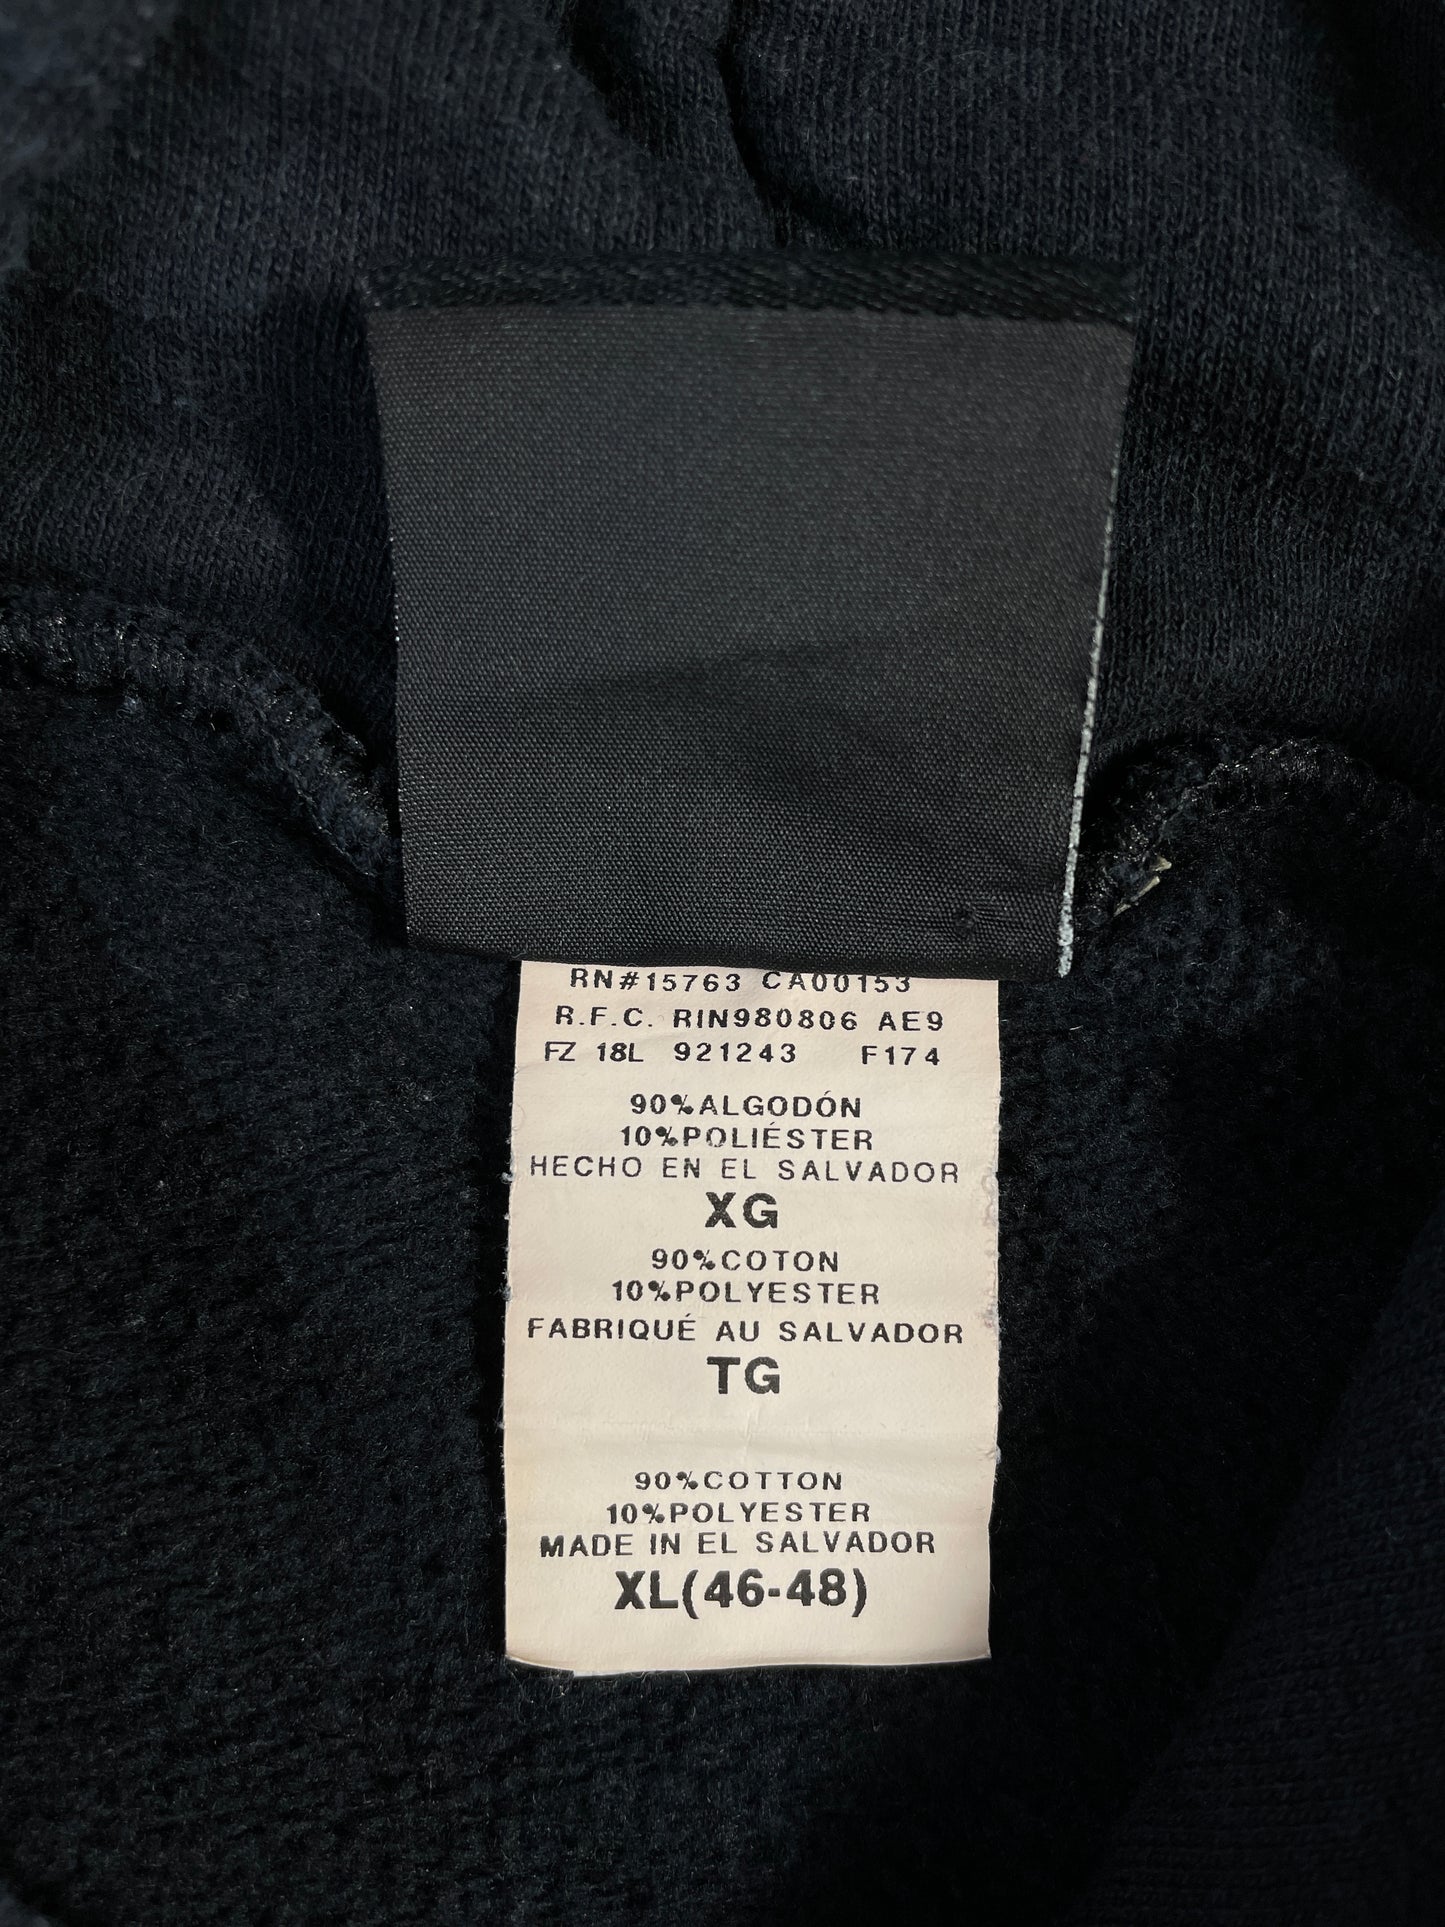 RN#15763 CA00153
R.F.C. RIN980806 AE9
FZ 18L 921243 F174
90%ALGODÓN
10%POLIÉSTER
HECHO EN EL SALVADOR
XG
90%COTON
10%POLYESTER
FABRIQUÉ AU SALVADOR
TG
90%COTTON
10%POLYESTER
MADE IN EL SALVADOR
XL(46-48)